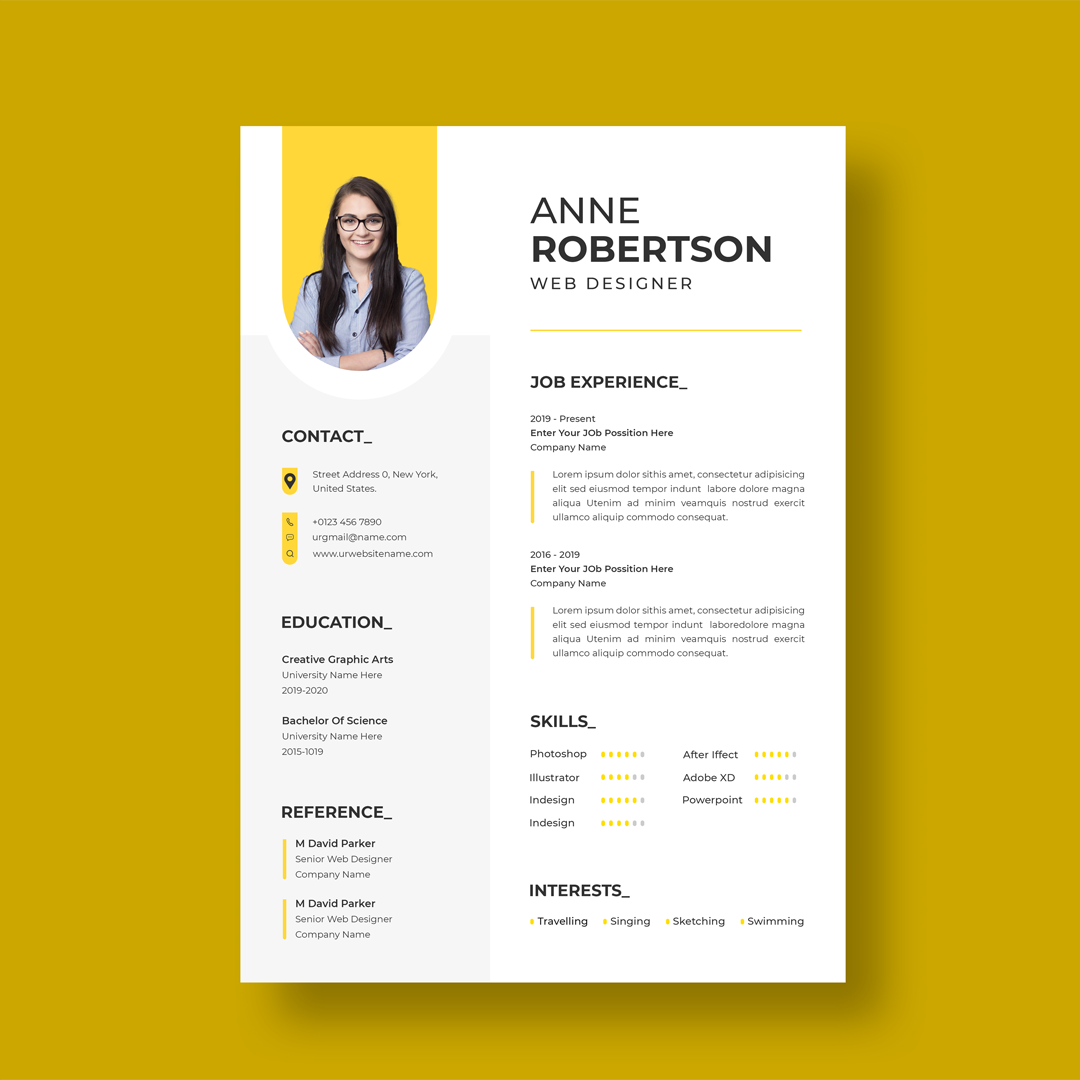 ANNE
ROBERTSON
WEB DESIGNER
CONTACT_
Street Address 0, New York,
United States.
+0123 456 7890
urgmail@name.com
www.urwebsitename.com
EDUCATION_
Creative Graphic Arts
University Name Here
2019-2020
Bachelor Of Science
University Name Here
2015-1019
REFERENCE_
M David Parker
Senior Web Designer
Company Name
M David Parker
Senior Web Designer
Company Name
JOB EXPERIENCE_
2019 - Present
Enter Your JOb Possition Here
Company Name
Lorem ipsum dolor sithis amet, consectetur adipisicing
elit sed eiusmod tempor indunt labore dolore magna
aliqua Utenim ad minim veamquis nostrud exercit
ullamco aliquip commodo consequat.
2016 - 2019
Enter Your JOb Possition Here
Company Name
Lorem ipsum dolor sithis amet, consectetur adipisicing
elit sed eiusmod tempor indunt laboredolore magna
aliqua Utenim ad minim veamquis nostrud exercit
ullamco aliquip commodo consequat.
SKILLS_
Photoshop
Illustrator
Indesign
Indesign
After Iffect
Adobe XD
Powerpoint
INTERESTS_
Travelling Singing Sketching Swimming